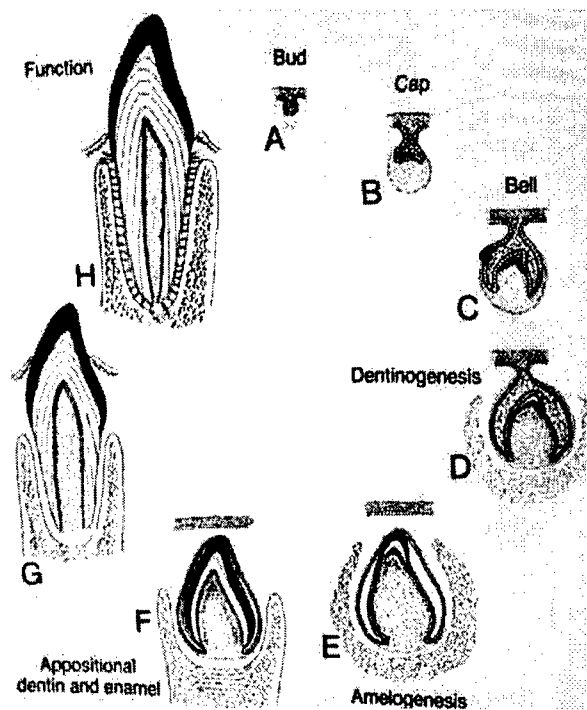 Function
Bud
A
Cap
B
Bell
C
Dentinogenesis
D
Amelogenesis
E
Appositional
dentin and enamel
F
G
H